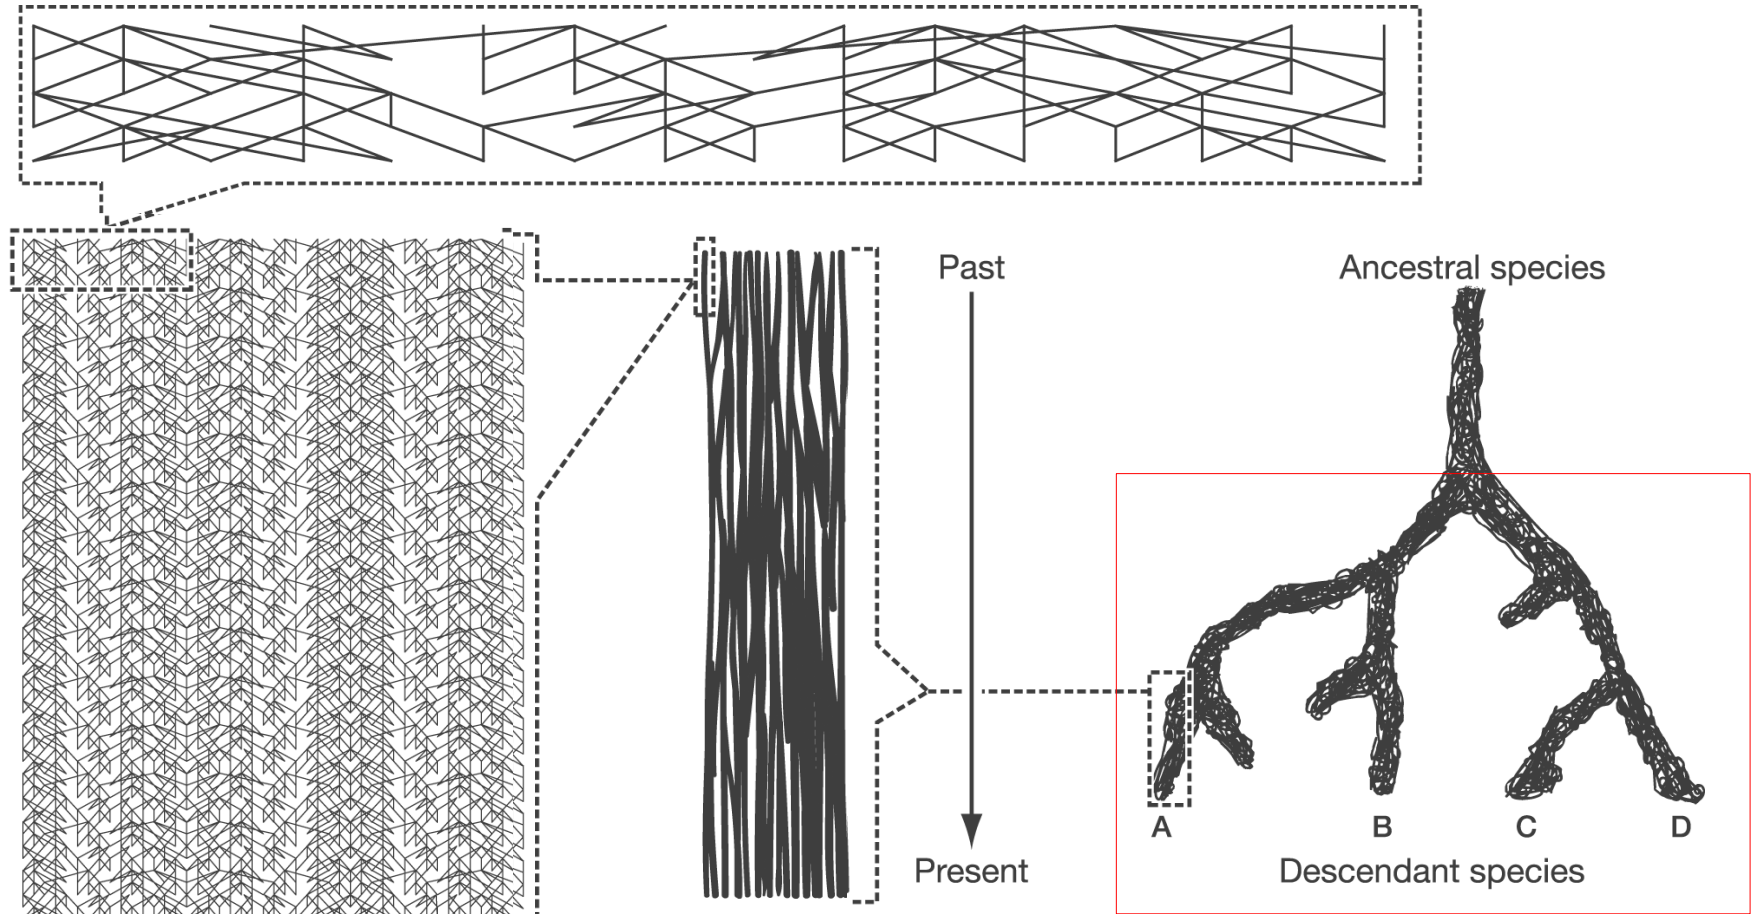 Past
Ancestral species
A
B
C
D
Present
Descendant species